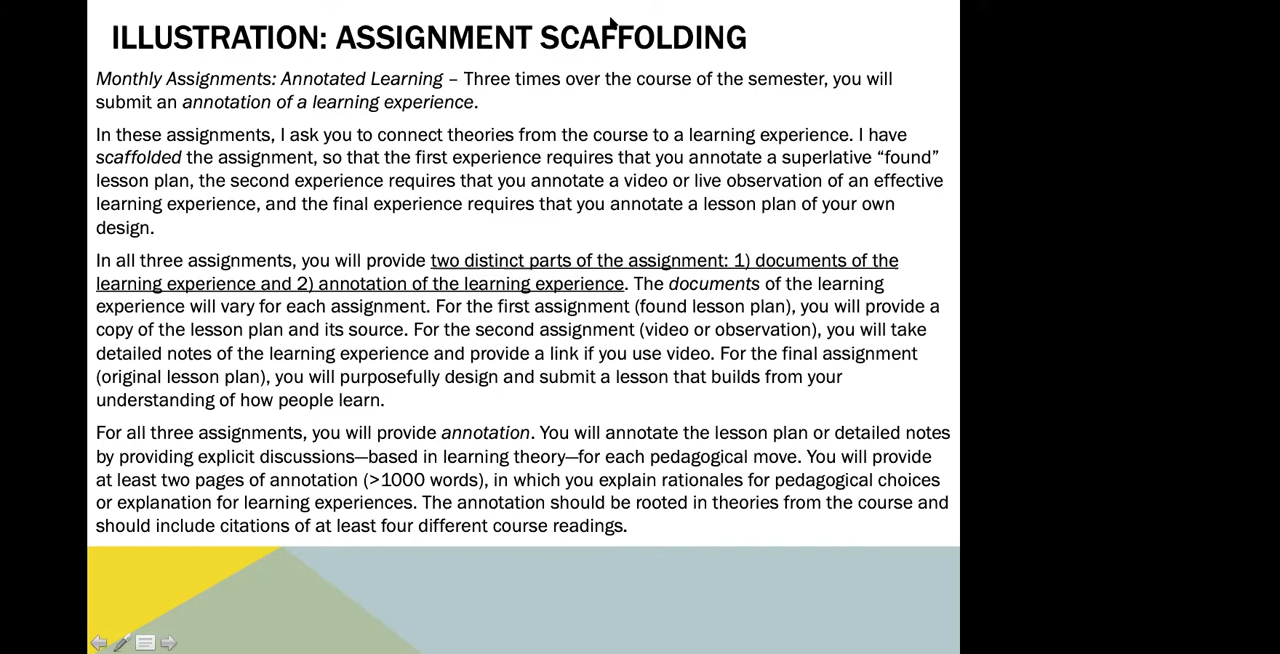 ILLUSTRATION: ASSIGNMENT SCAFFOLDING
Monthly Assignments: Annotated Learning – Three times over the course of the semester, you will
submit an annotation of a learning experience.
In these assignments, I ask you to connect theories from the course to a learning experience. I have
scaffolded the assignment, so that the first experience requires that you annotate a superlative “found”
lesson plan, the second experience requires that you annotate a video or live observation of an effective
learning experience, and the final experience requires that you annotate a lesson plan of your own
design.
In all three assignments, you will provide two distinct parts of the assignment: 1) documents of the
learning experience and 2) annotation of the learning experience. The documents of the learning
experience will vary for each assignment. For the first assignment (found lesson plan), you will provide a
copy of the lesson plan and its source. For the second assignment (video or observation), you will take
detailed notes of the learning experience and provide a link if you use video. For the final assignment
(original lesson plan), you will purposefully design and submit a lesson that builds from your
understanding of how people learn.
For all three assignments, you will provide annotation. You will annotate the lesson plan or detailed notes
by providing explicit discussions—based in learning theory—for each pedagogical move. You will provide
at least two pages of annotation (>1000 words), in which you explain rationales for pedagogical choices
or explanation for learning experiences. The annotation should be rooted in theories from the course and
should include citations of at least four different course readings.